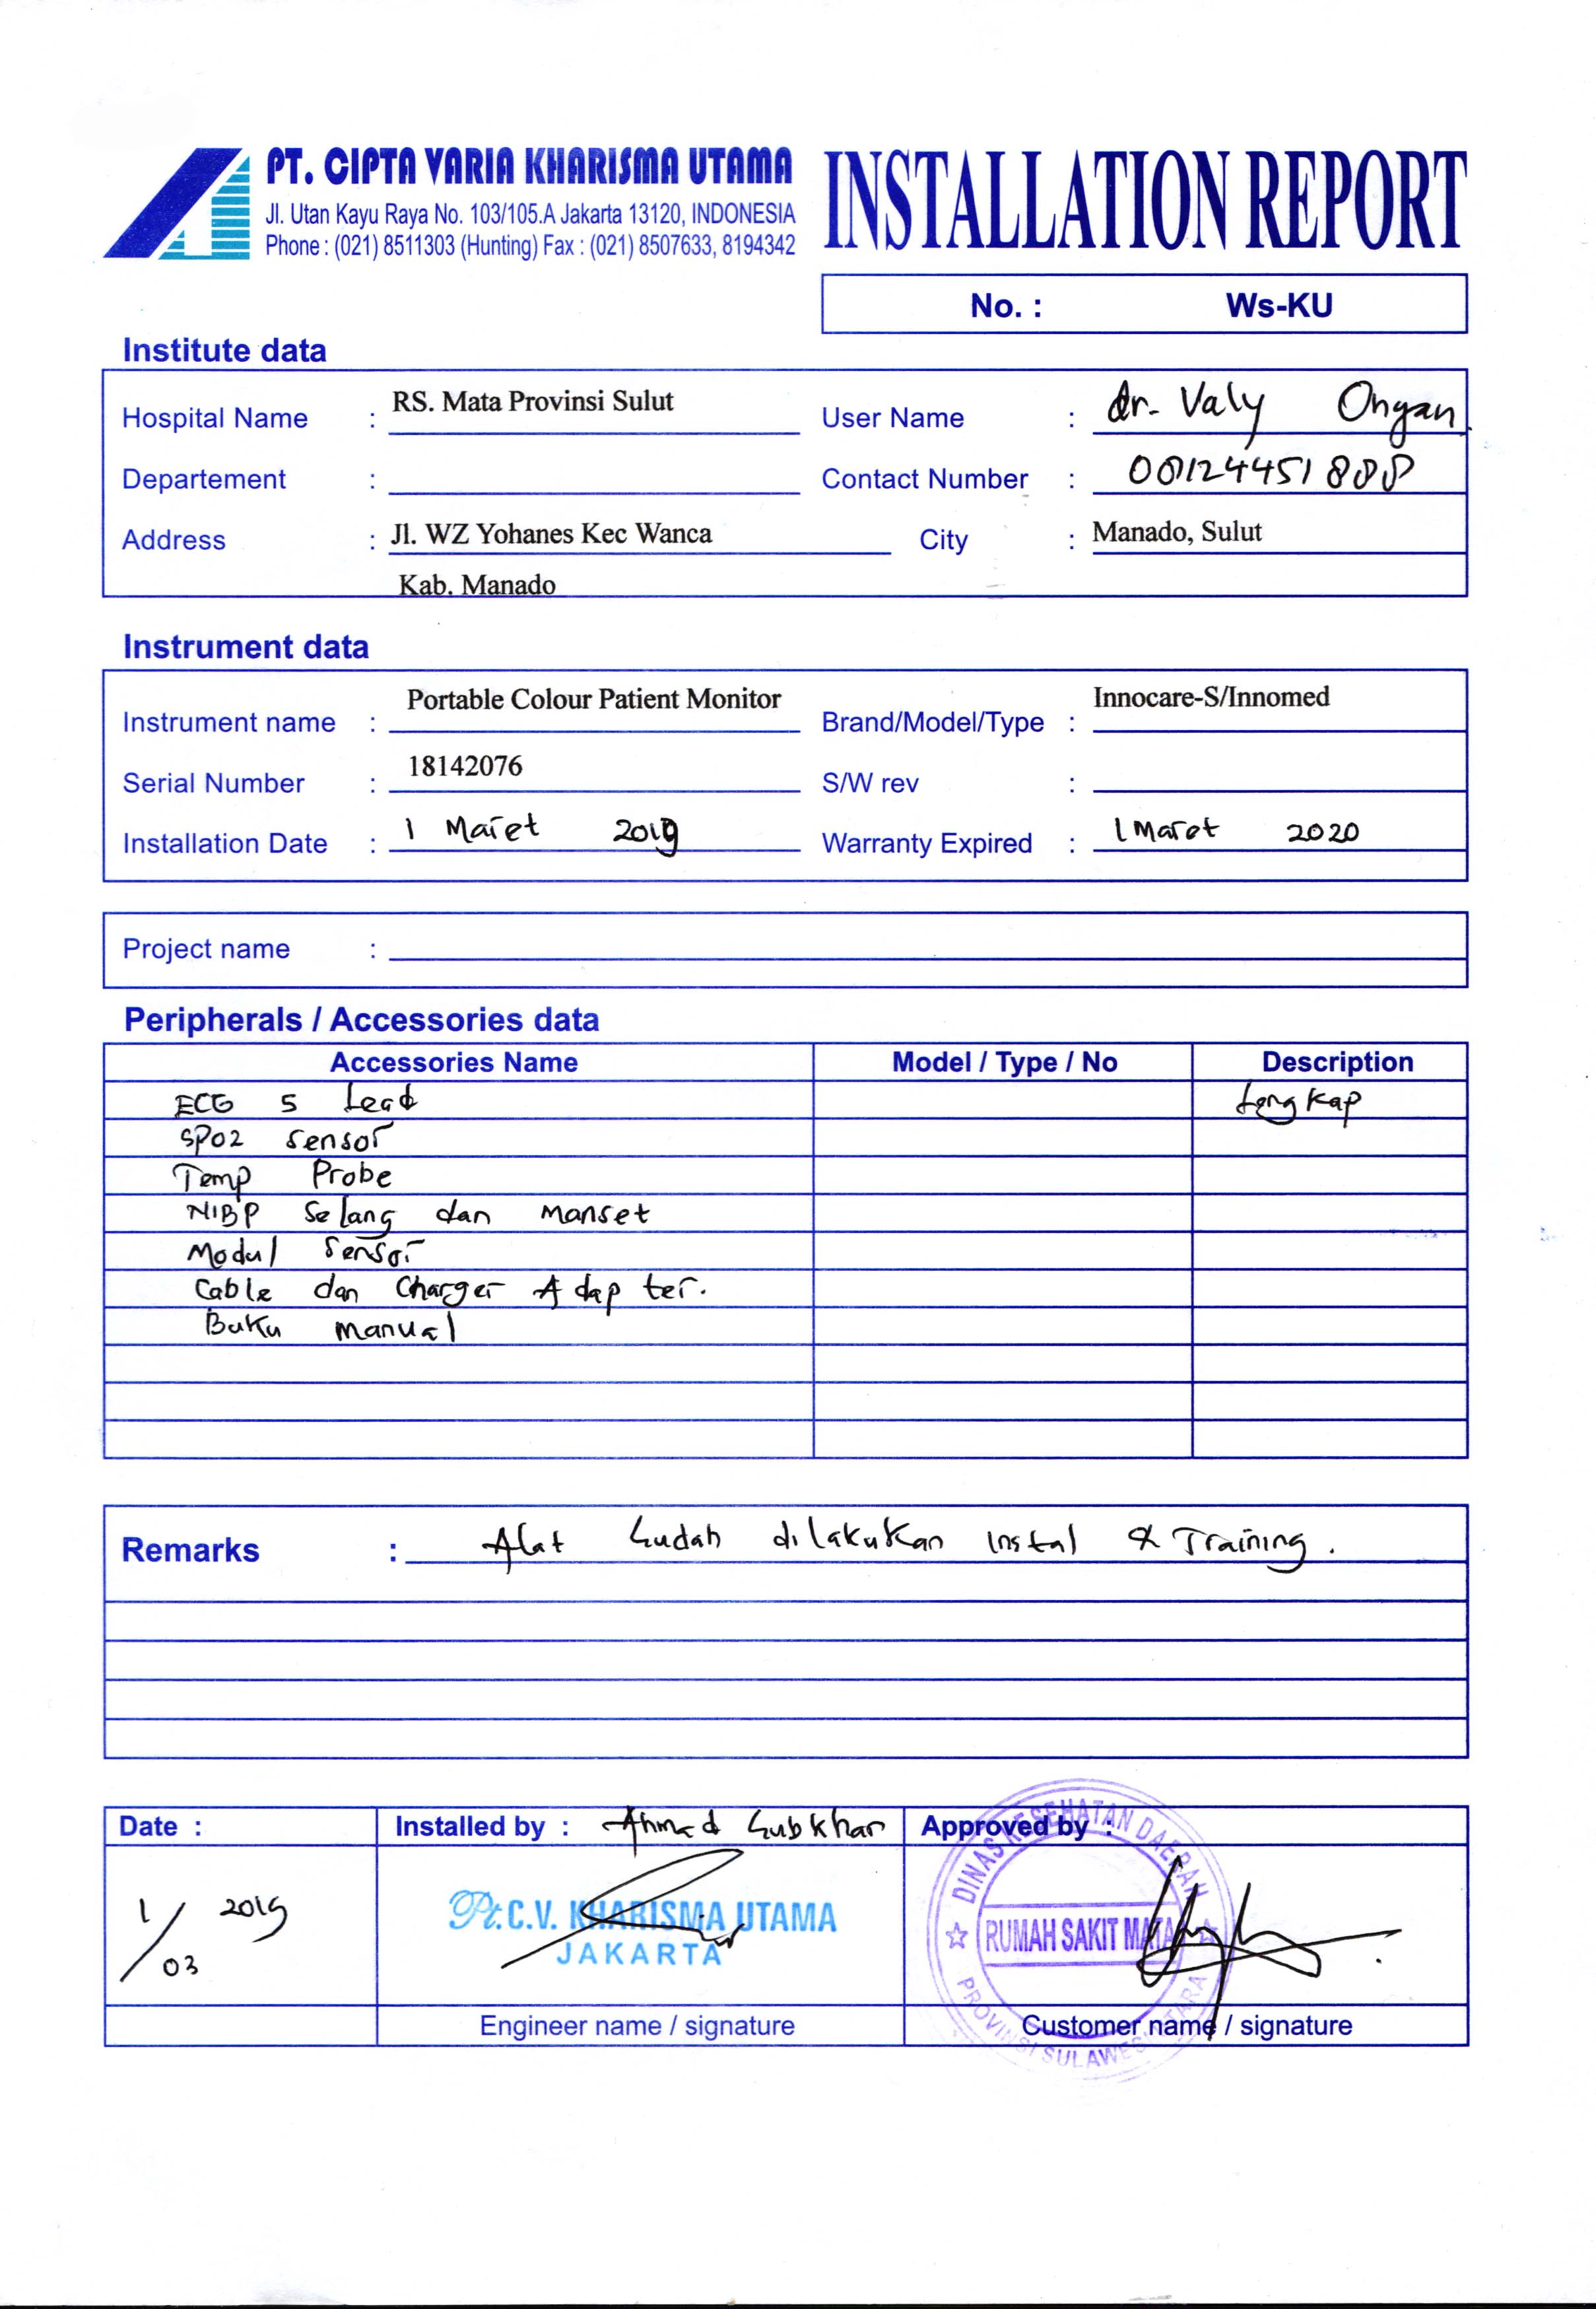 PT. CIPTA VARIA KHARISMA UTAMA
Jl. Utan Kayu Raya No. 103/105.A Jakarta 13120, INDONESIA
Phone : (021) 8511303 (Hunting) Fax : (021) 8507633, 8194342
INSTALLATION REPORT
No. : Ws-KU
Institute data
Hospital Name : RS. Mata Provinsi Sulut
User Name : dr. Valy Ongan
Departement :
Contact Number : 
Address : Jl. WZ Yohanes Kec Wanca
City : Manado, Sulut
Kab. Manado
Instrument data
Instrument name : Portable Colour Patient Monitor
Brand/Model/Type : Innocare-S/Innomed
Serial Number : 18142076
S/W rev :
Installation Date : 1 Maret 2019
Warranty Expired : 1 Maret 2020
Project name :
Peripherals / Accessories data
Accessories Name Model / Type / No Description
ECG 5 Lead Lengkap
SPO2 Sensor
Temp Probe
NIBP Selang dan manset
Modul Sensor
Cable dan Charger Adapter.
Buku manual
Remarks : Alat Sudah dilakukan Instal & Training.
Date : Installed by : Ahmad Subkhan Approved by :
1/03 2019
Pt. C.V. KHARISMA UTAMA
JAKARTA
DINAS KESEHATAN DAERAH
RUMAH SAKIT MATA
PROVINSI SULAWESI UTARA
Engineer name / signature
Customer name / signature